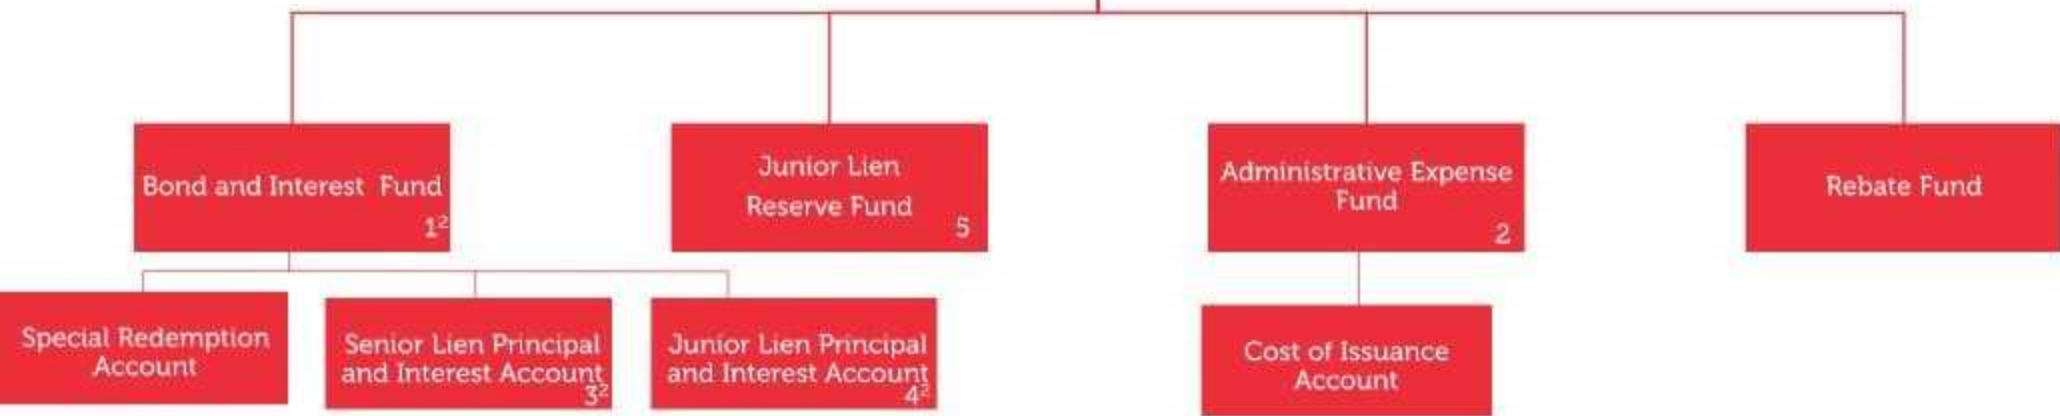 Bond and Interest Fund
1²
Junior Lien
Reserve Fund
5
Administrative Expense
Fund
2
Rebate Fund
Special Redemption
Account
Senior Lien Principal
and Interest Account
3²
Junior Lien Principal
and Interest Account
4²
Cost of Issuance
Account